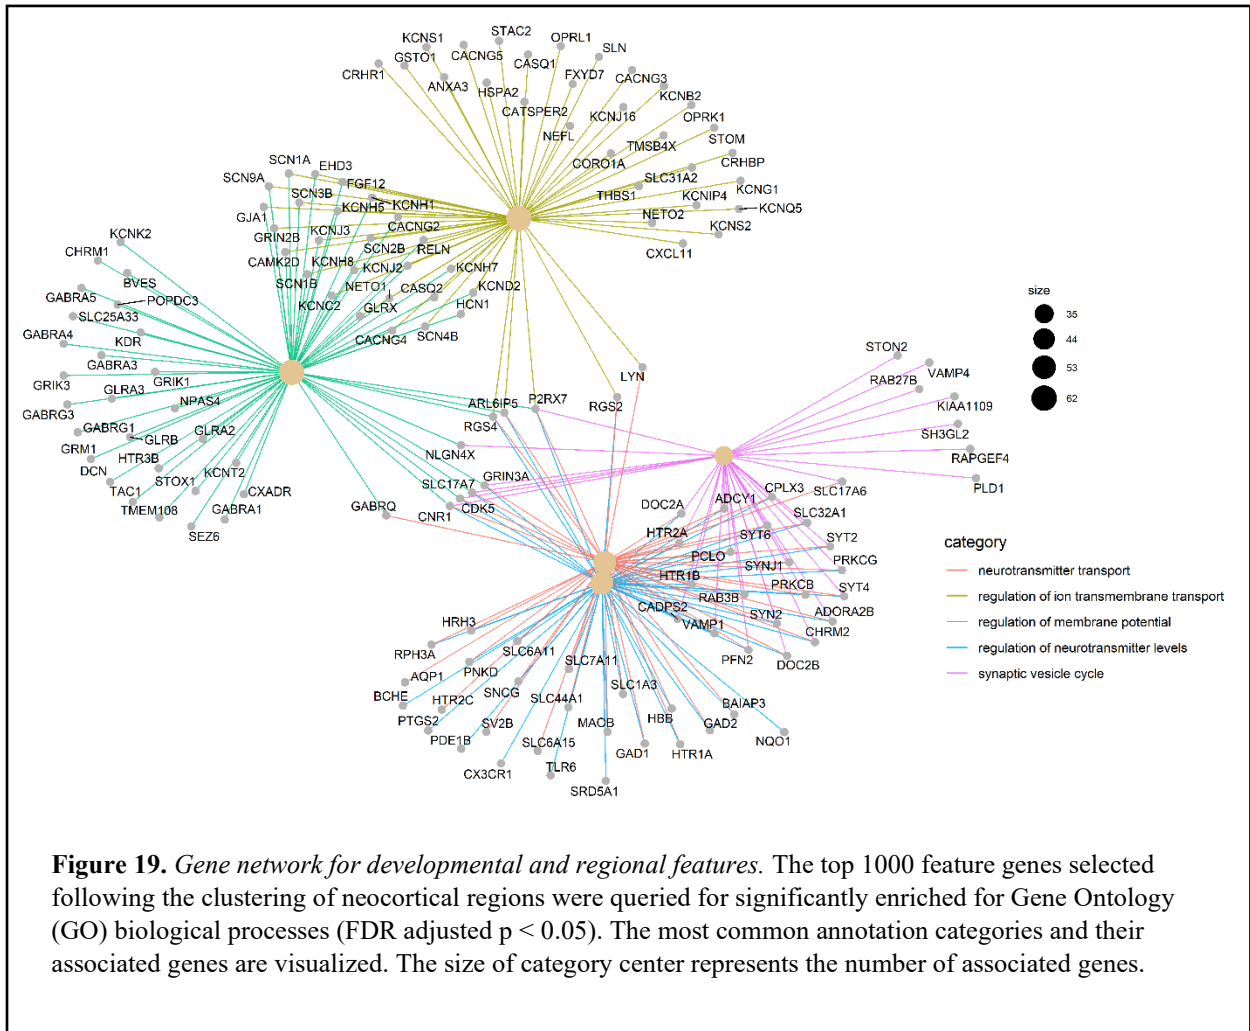 KCNS1
STAC2
OPRL1
GSTO1
CACNG5
SLN
CRHR1
CASQ1
ANXA3
HSPA2
FXYD7
CACNG3
CATSPER2
KCNB2
KCNJ16
OPRK1
NEFL
TMSB4X
STOM
CORO1A
CRHBP
SCN1A
EHD3
SCN9A
FGF12
SLC31A2
SCN3B
THBS1
KCNG1
KCNH5
KCNH1
KCNIP4
KCNQ5
GJA1
CACNG2
NETO2
GRIN2B
KCNJ3
KCNS2
KCNK2
SCN2B
RELN
CXCL11
CHRM1
CAMK2D
KCNH8
KCNJ2
KCNH7
BVES
SCN1B
NETO1
CASQ2
KCND2
GABRA5
POPDC3
KCNC2
GLRX
HCN1
SLC25A33
size
35
GABRA4
KDR
CACNG4
SCN4B
44
GABRA3
STON2
53
GRIK3
GRIK1
LYN
VAMP4
62
GLRA3
ARL6IP5
P2RX7
RAB27B
NPAS4
RGS2
KIAA1109
GABRG3
RGS4
GABRG1
GLRB
GLRA2
SH3GL2
GRM1
NLGN4X
RAPGEF4
HTR3B
DCN
KCNT2
GRIN3A
CPLX3
SLC17A6
PLD1
TAC1
STOX1
CXADR
SLC17A7
DOC2A
ADCY1
TMEM108
GABRA1
GABRQ
CNR1
CDK5
SLC32A1
SEZ6
HTR2A
SYT6
SYT2
category
PCLO
SYNJ1
PRKCG
neurotransmitter transport
HTR1B
PRKCB
SYT4
regulation of ion transmembrane transport
RAB3B
CADPS2
SYN2
ADORA2B
regulation of membrane potential
HRH3
VAMP1
CHRM2
regulation of neurotransmitter levels
RPH3A
SLC6A11
SLC7A11
PFN2
DOC2B
synaptic vesicle cycle
AQP1
PNKD
BCHE
HTR2C
SNCG
SLC44A1
SLC1A3
BAIAP3
PTGS2
SV2B
MAOB
HBB
GAD2
PDE1B
SLC6A15
GAD1
HTR1A
NQO1
CX3CR1
TLR6
SRD5A1
Figure 19. Gene network for developmental and regional features. The top 1000 feature genes selected
following the clustering of neocortical regions were queried for significantly enriched for Gene Ontology
(GO) biological processes (FDR adjusted p < 0.05). The most common annotation categories and their
associated genes are visualized. The size of category center represents the number of associated genes.